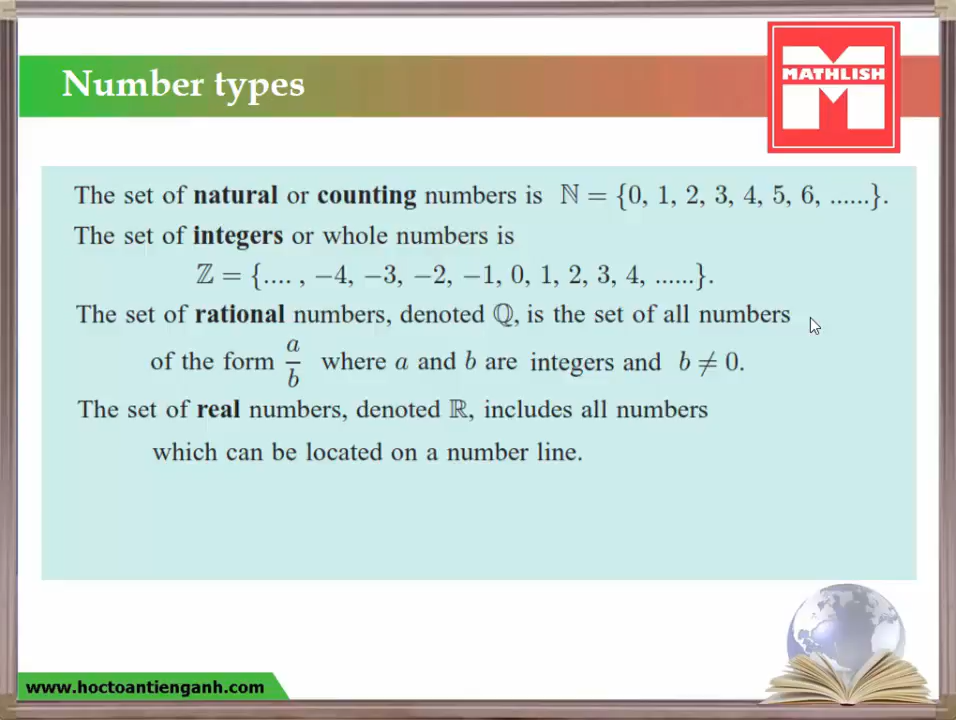 Number types
MATHLISH
The set of natural or counting numbers is ℕ = {0, 1, 2, 3, 4, 5, 6, ......}.
The set of integers or whole numbers is
ℤ = {.... , −4, −3, −2, −1, 0, 1, 2, 3, 4, ......}.
The set of rational numbers, denoted ℚ, is the set of all numbers
of the form a/b where a and b are integers and b ≠ 0.
The set of real numbers, denoted ℝ, includes all numbers
which can be located on a number line.
www.hoctoantienganh.com